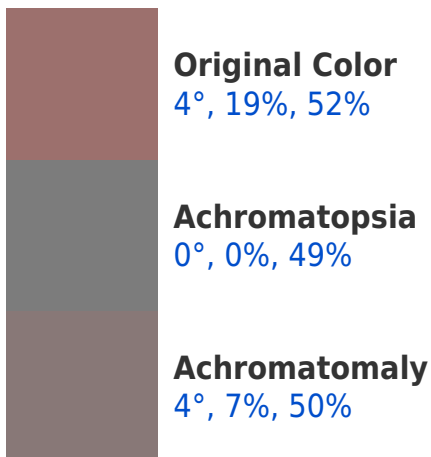 Original Color
4°, 19%, 52%
Achromatopsia
0°, 0%, 49%
Achromatomaly
4°, 7%, 50%